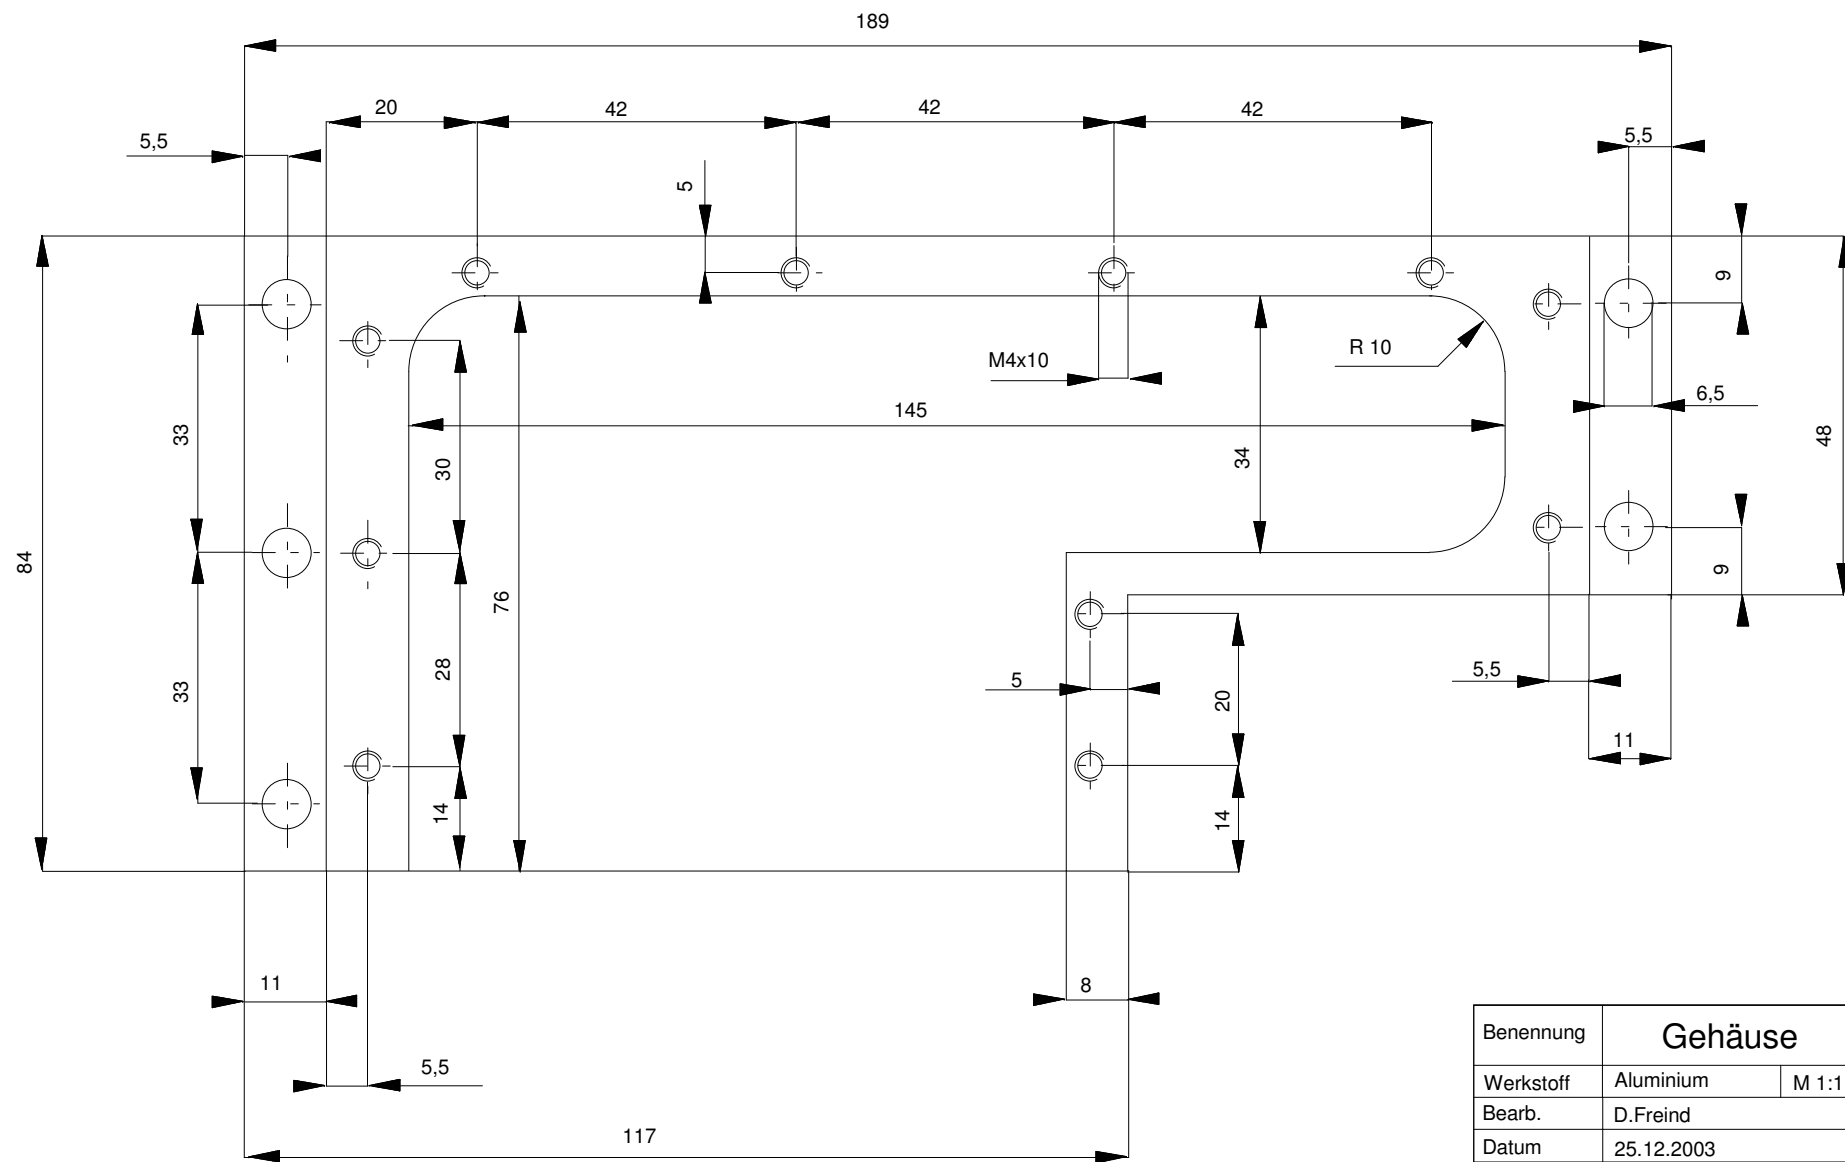 189
20 42 42 42
5,5 5,5
5
9
M4x10 R 10
6,5
145
33 30 34 48
84 76 9
33 28 5 20 5,5
11
14 14
11 8
5,5
117
Benennung Gehäuse
Werkstoff Aluminium M 1:1
Bearb. D.Freind
Datum 25.12.2003